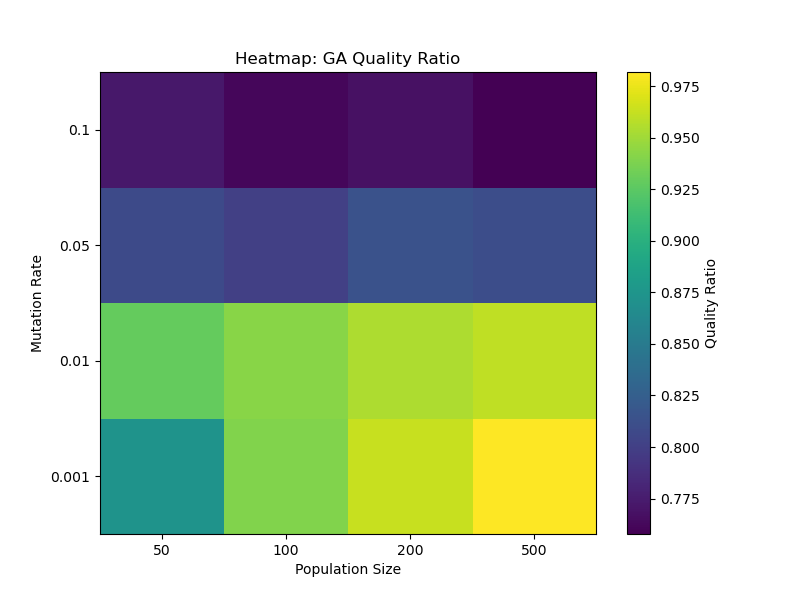 Heatmap: GA Quality Ratio
0.1
0.05
0.01
0.001
Mutation Rate
50 100 200 500
Population Size
0.975
0.950
0.925
0.900
0.875
0.850
0.825
0.800
0.775
Quality Ratio